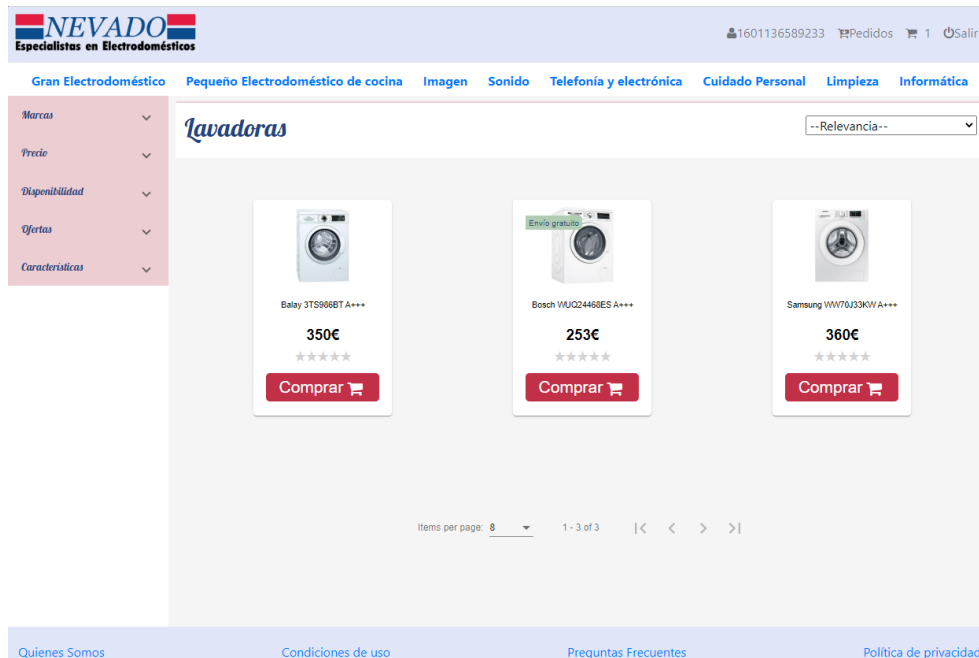 NEVADO
Especialistas en Electrodomésticos
1601136589233 Pedidos 1 Salir
Gran Electrodoméstico Pequeño Electrodoméstico de cocina Imagen Sonido Telefonía y electrónica Cuidado Personal Limpieza Informática
Marcas
Precio
Disponibilidad
Ofertas
Características
Lavadoras
--Relevancia--
Envío gratuito
Balay 3TS986BT A+++
350€
Comprar
Bosch WUQ24468ES A+++
253€
Comprar
Samsung WW70J33KW A+++
360€
Comprar
Items per page: 8 1 - 3 of 3
Quienes Somos Condiciones de uso Preguntas Frecuentes Política de privacidad